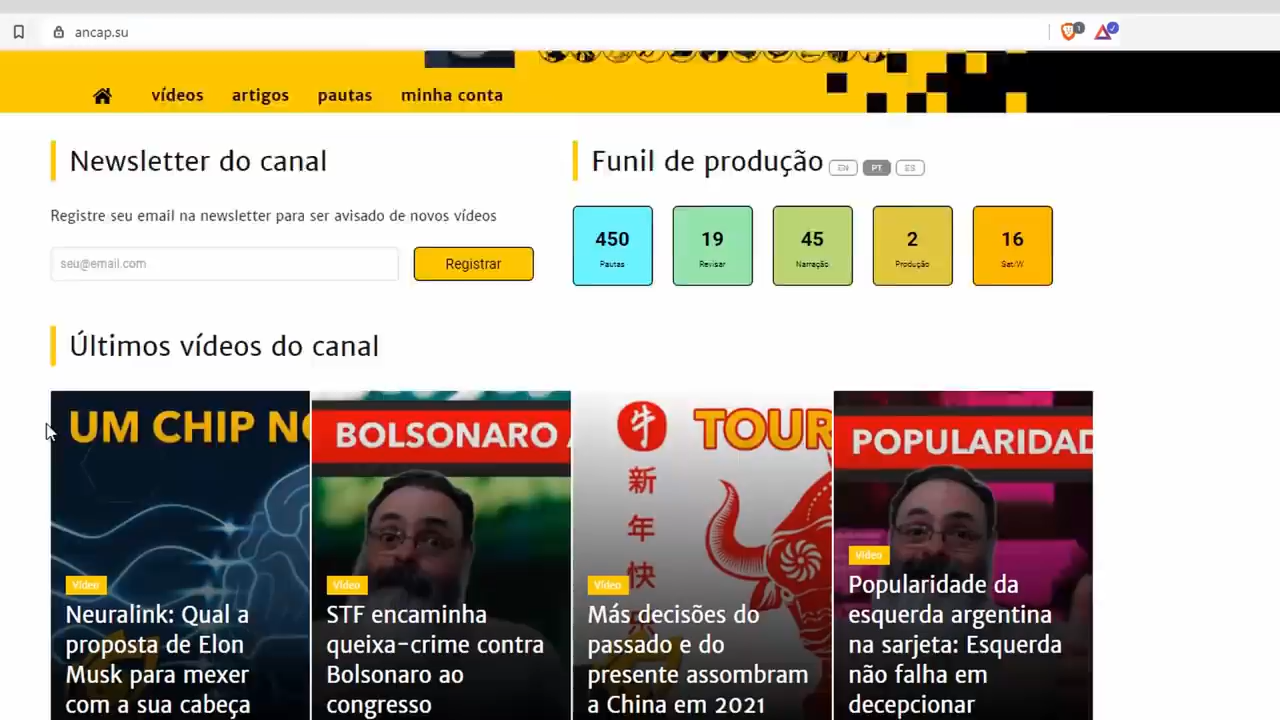 ancap.su
1
vídeos
artigos
pautas
minha conta
Newsletter do canal
Registre seu email na newsletter para ser avisado de novos vídeos
seu@email.com
Registrar
Funil de produção
EN
PT
ES
450
Pautas
19
Revisar
45
Narração
2
Produção
16
Sat/W
Últimos vídeos do canal
UM CHIP NO
Vídeo
Neuralink: Qual a
proposta de Elon
Musk para mexer
com a sua cabeça
BOLSONARO A
Vídeo
STF encaminha
queixa-crime contra
Bolsonaro ao
congresso
牛
TOUR
新
年
快
Vídeo
Más decisões do
passado e do
presente assombram
a China em 2021
POPULARIDAD
Vídeo
Popularidade da
esquerda argentina
na sarjeta: Esquerda
não falha em
decepcionar